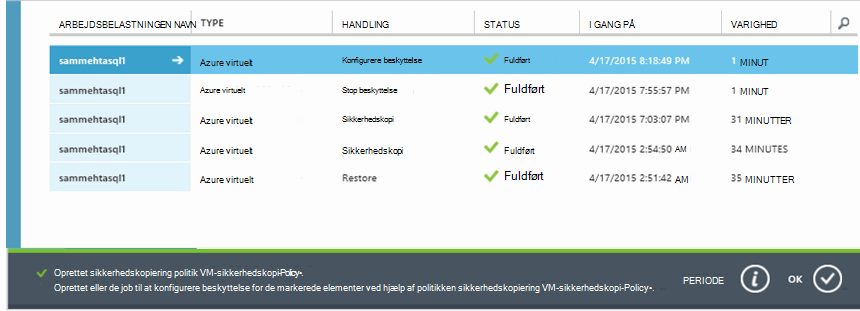 ARBEJDSBELASTNINGEN NAVN TYPE HANDLING STATUS I GANG PÅ VARIGHED
sammehtasql1 Azure virtuelt Konfigurere beskyttelse Fuldført 4/17/2015 8:18:49 PM 1 MINUT
sammehtasql1 Azure virtuelt Stop beskyttelse Fuldført 4/17/2015 7:55:57 PM 1 MINUT
sammehtasql1 Azure virtuelt Sikkerhedskopi Fuldført 4/17/2015 7:03:07 PM 31 MINUTTER
sammehtasql1 Azure virtuelt Sikkerhedskopi Fuldført 4/17/2015 2:54:50 AM 34 MINUTES
sammehtasql1 Azure virtuelt Restore Fuldført 4/17/2015 2:51:42 AM 35 MINUTTER
Oprettet sikkerhedskopiering politik VM-sikkerhedskopi-Policy-.
Oprettet eller de job til at konfigurere beskyttelse for de markerede elementer ved hjælp af politikken sikkerhedskopiering VM-sikkerhedskopi-Policy-.
PERIODE OK